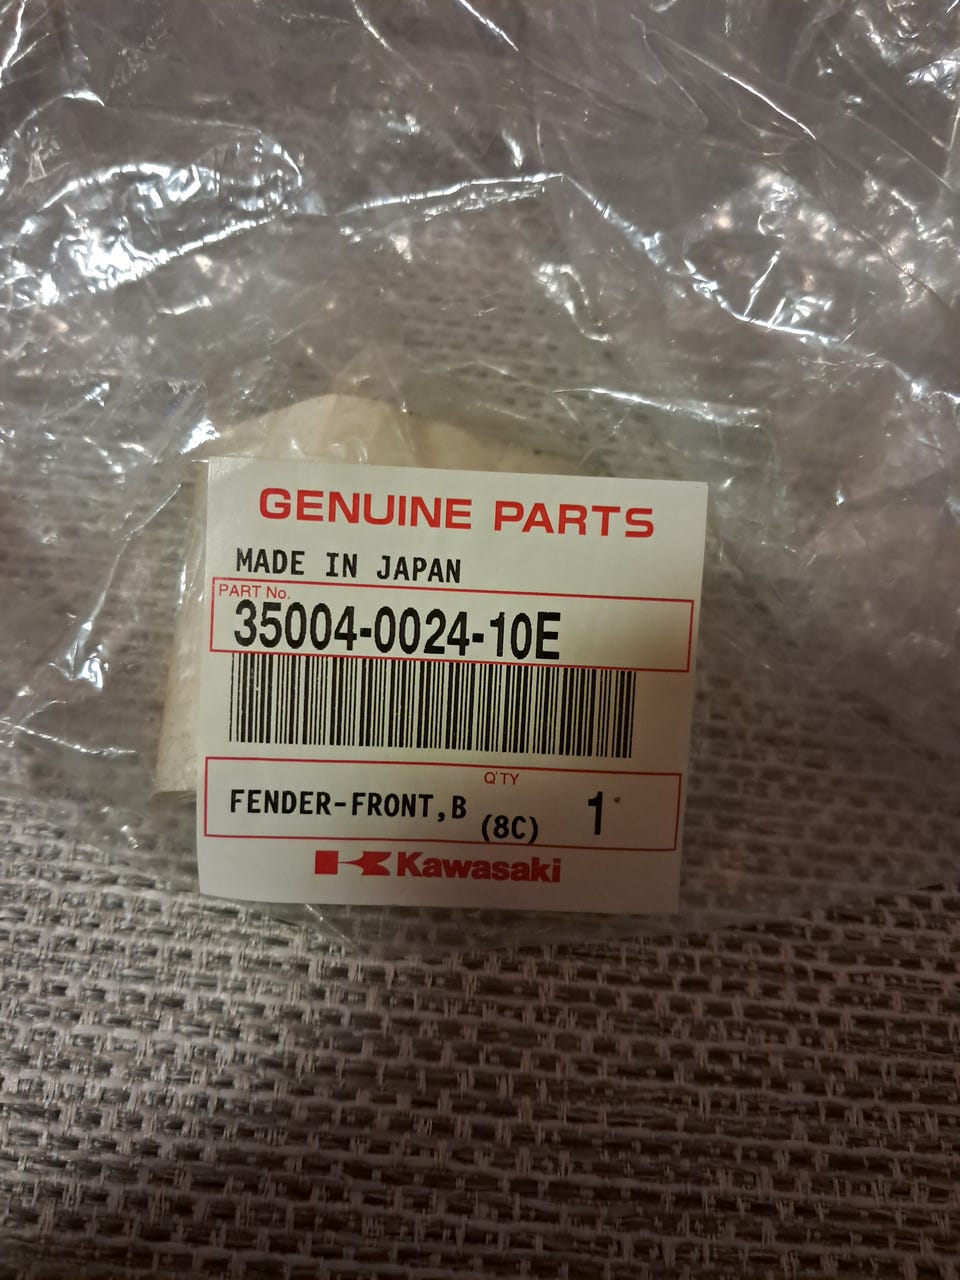 GENUINE PARTS
MADE IN JAPAN
PART No.
35004-0024-10E
Q'TY
FENDER-FRONT,B (8C) 1
Kawasaki